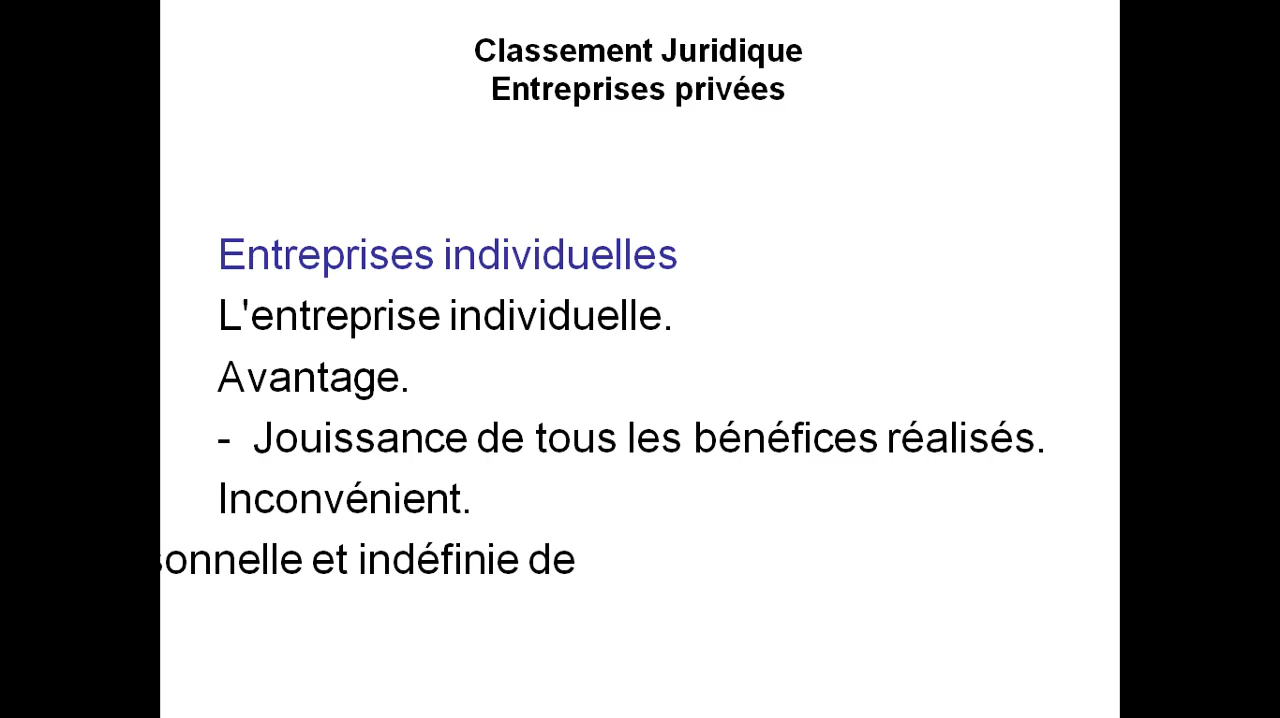 Classement Juridique
Entreprises privées
Entreprises individuelles
L'entreprise individuelle.
Avantage.
- Jouissance de tous les bénéfices réalisés.
Inconvénient.
et indéfinie de